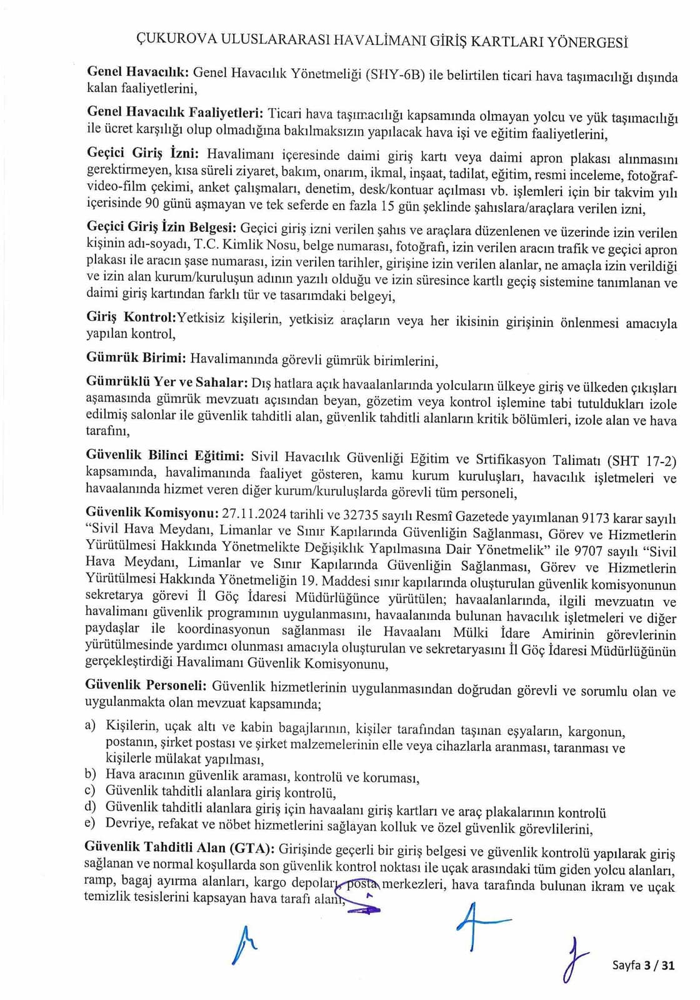 ÇUKUROVA ULUSLARARASI HAVALİMANI GİRİŞ KARTLARI YÖNERGESİ
Genel Havacılık: Genel Havacılık Yönetmeliği (SHY-6B) ile belirtilen ticari hava taşımacılığı dışında
kalan faaliyetlerini,
Genel Havacılık Faaliyetleri: Ticari hava taşımacılığı kapsamında olmayan yolcu ve yük taşımacılığı
ile ücret karşılığı olup olmadığına bakılmaksızın yapılacak hava işi ve eğitim faaliyetlerini,
Geçici Giriş İzni: Havalimanı içeresinde daimi giriş kartı veya daimi apron plakası alınmasını
gerektirmeyen, kısa süreli ziyaret, bakım, onarım, ikmal, inşaat, tadilat, eğitim, resmi inceleme, fotoğraf-
video-film çekimi, anket çalışmaları, denetim, desk/kontuar açılması vb. işlemleri için bir takvim yılı
içerisinde 90 günü aşmayan ve tek seferde en fazla 15 gün şeklinde şahıslara/araçlara verilen izni,
Geçici Giriş İzin Belgesi: Geçici giriş izni verilen şahıs ve araçlara düzenlenen ve üzerinde izin verilen
kişinin adı-soyadı, T.C. Kimlik Nosu, belge numarası, fotoğrafı, izin verilen aracın trafik ve geçici apron
plakası ile aracın şase numarası, izin verilen tarihler, girişine izin verilen alanlar, ne amaçla izin verildiği
ve izin alan kurum/kuruluşun adının yazılı olduğu ve izin süresince kartlı geçiş sistemine tanımlanan ve
daimi giriş kartından farklı tür ve tasarımdaki belgeyi,
Giriş Kontrol:Yetkisiz kişilerin, yetkisiz araçların veya her ikisinin girişinin önlenmesi amacıyla
yapılan kontrol,
Gümrük Birimi: Havalimanında görevli gümrük birimlerini,
Gümrüklü Yer ve Sahalar: Dış hatlara açık havaalanlarında yolcuların ülkeye giriş ve ülkeden çıkışları
aşamasında gümrük mevzuatı açısından beyan, gözetim veya kontrol işlemine tabi tutuldukları izole
edilmiş salonlar ile güvenlik tahditli alan, güvenlik tahditli alanların kritik bölümleri, izole alan ve hava
tarafını,
Güvenlik Bilinci Eğitimi: Sivil Havacılık Güvenliği Eğitim ve Srtifikasyon Talimatı (SHT 17-2)
kapsamında, havalimanında faaliyet gösteren, kamu kurum kuruluşları, havacılık işletmeleri ve
havaalanında hizmet veren diğer kurum/kuruluşlarda görevli tüm personeli,
Güvenlik Komisyonu: 27.11.2024 tarihli ve 32735 sayılı Resmî Gazetede yayımlanan 9173 karar sayılı
“Sivil Hava Meydanı, Limanlar ve Sınır Kapılarında Güvenliğin Sağlanması, Görev ve Hizmetlerin
Yürütülmesi Hakkında Yönetmelikte Değişiklık Yapılmasına Dair Yönetmelik” ile 9707 sayılı “Sivil
Hava Meydanı, Limanlar ve Sınır Kapılarında Güvenliğin Sağlanması, Görev ve Hizmetlerin
Yürütülmesi Hakkında Yönetmeliğin 19. Maddesi sınır kapılarında oluşturulan güvenlik komisyonunun
sekretarya görevi İl Göç İdaresi Müdürlüğünce yürütülen; havaalanlarında, ilgili mevzuatın ve
havalimanı güvenlik programının uygulanmasını, havaalanında bulunan havacılık işletmeleri ve diğer
paydaşlar ile koordinasyonun sağlanması ile Havaalanı Mülki İdare Amirinin görevlerinin
yürütülmesinde yardımcı olunması amacıyla oluşturulan ve sekretaryasını İl Göç İdaresi Müdürlüğünün
gerçekleştirdiği Havalimanı Güvenlik Komisyonunu,
Güvenlik Personeli: Güvenlik hizmetlerinin uygulanmasından doğrudan görevli ve sorumlu olan ve
uygulanmakta olan mevzuat kapsamında;
a) Kişilerin, uçak altı ve kabin bagajlarının, kişiler tarafından taşınan eşyaların, kargonun,
postanın, şirket postası ve şirket malzemelerinin elle veya cihazlarla aranması, taranması ve
kişilerle mülakat yapılması,
b) Hava aracının güvenlik araması, kontrolü ve koruması,
c) Güvenlik tahditli alanlara giriş kontrolü,
d) Güvenlik tahditli alanlara giriş için havaalanı giriş kartları ve araç plakalarının kontrolü
e) Devriye, refakat ve nöbet hizmetlerini sağlayan kolluk ve özel güvenlik görevlilerini,
Güvenlik Tahditli Alan (GTA): Girişinde geçerli bir giriş belgesi ve güvenlik kontrolü yapılarak giriş
sağlanan ve normal koşullarda son güvenlik kontrol noktası ile uçak arasındaki tüm giden yolcu alanları,
ramp, bagaj ayırma alanları, kargo depoları, posta merkezleri, hava tarafında bulunan ikram ve uçak
temizlik tesislerini kapsayan hava tarafı alanı,
Sayfa 3 / 31